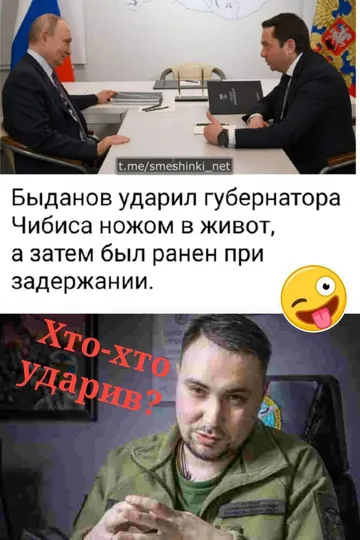 t.me/smeshinki_net
Быданов ударил губернатора
Чибиса ножом в живот,
а затем был ранен при
задержании.
Хто-хто
ударив?